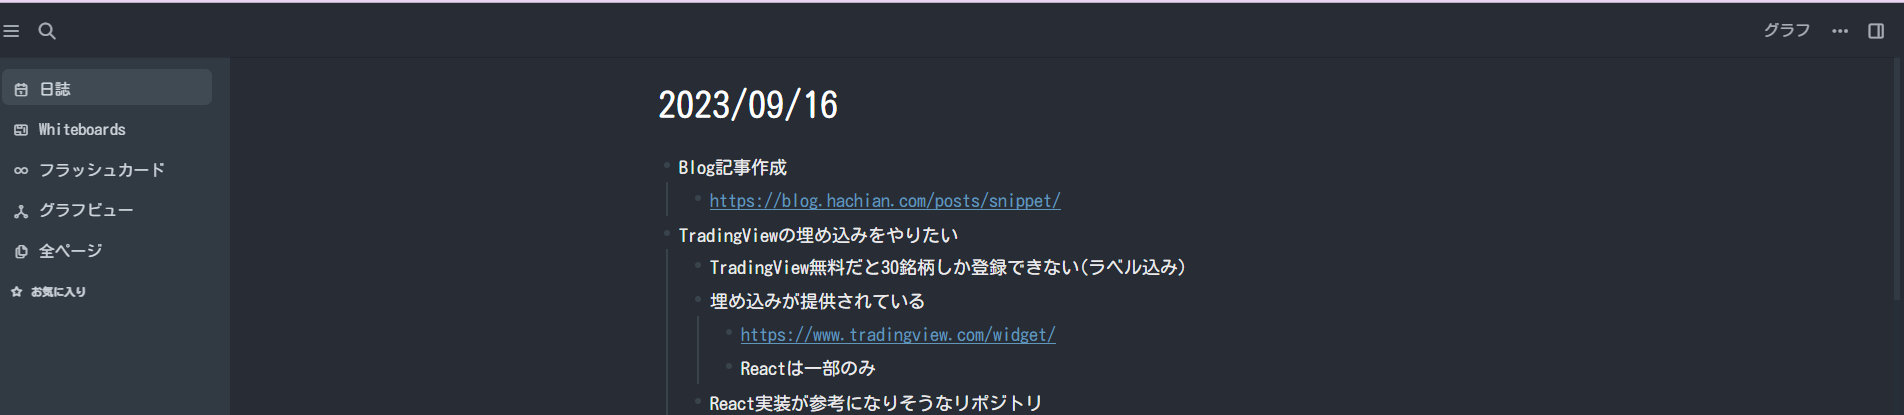 グラフ
日誌
Whiteboards
フラッシュカード
グラフビュー
全ページ
お気に入り
2023/09/16
Blog記事作成
https://blog.hachian.com/posts/snippet/
TradingViewの埋め込みをやりたい
TradingView無料だと30銘柄しか登録できない(ラベル込み)
埋め込みが提供されている
https://www.tradingview.com/widget/
Reactは一部のみ
React実装が参考になりそうなリポジトリ